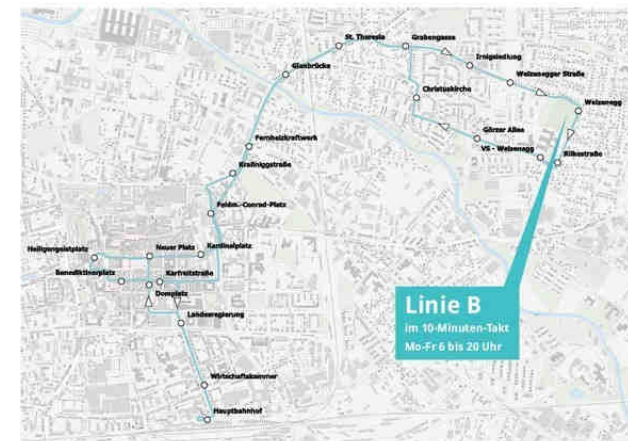 St. Theresia
Grabengasse
Irnigsiedlung
Glanbrücke
Welzenegger Straße
Christuskirche
Welzenegg
Görzer Allee
VS - Welzenegg
Rilkestraße
Fernheizkraftwerk
Kraßniggstraße
Feldm.-Conrad-Platz
Heiligengeistplatz
Neuer Platz
Kardinalplatz
Benediktinerplatz
Karfreitstraße
Domplatz
Landesregierung
Linie B
im 10-Minuten-Takt
Mo-Fr 6 bis 20 Uhr
Wirtschaftskammer
Hauptbahnhof